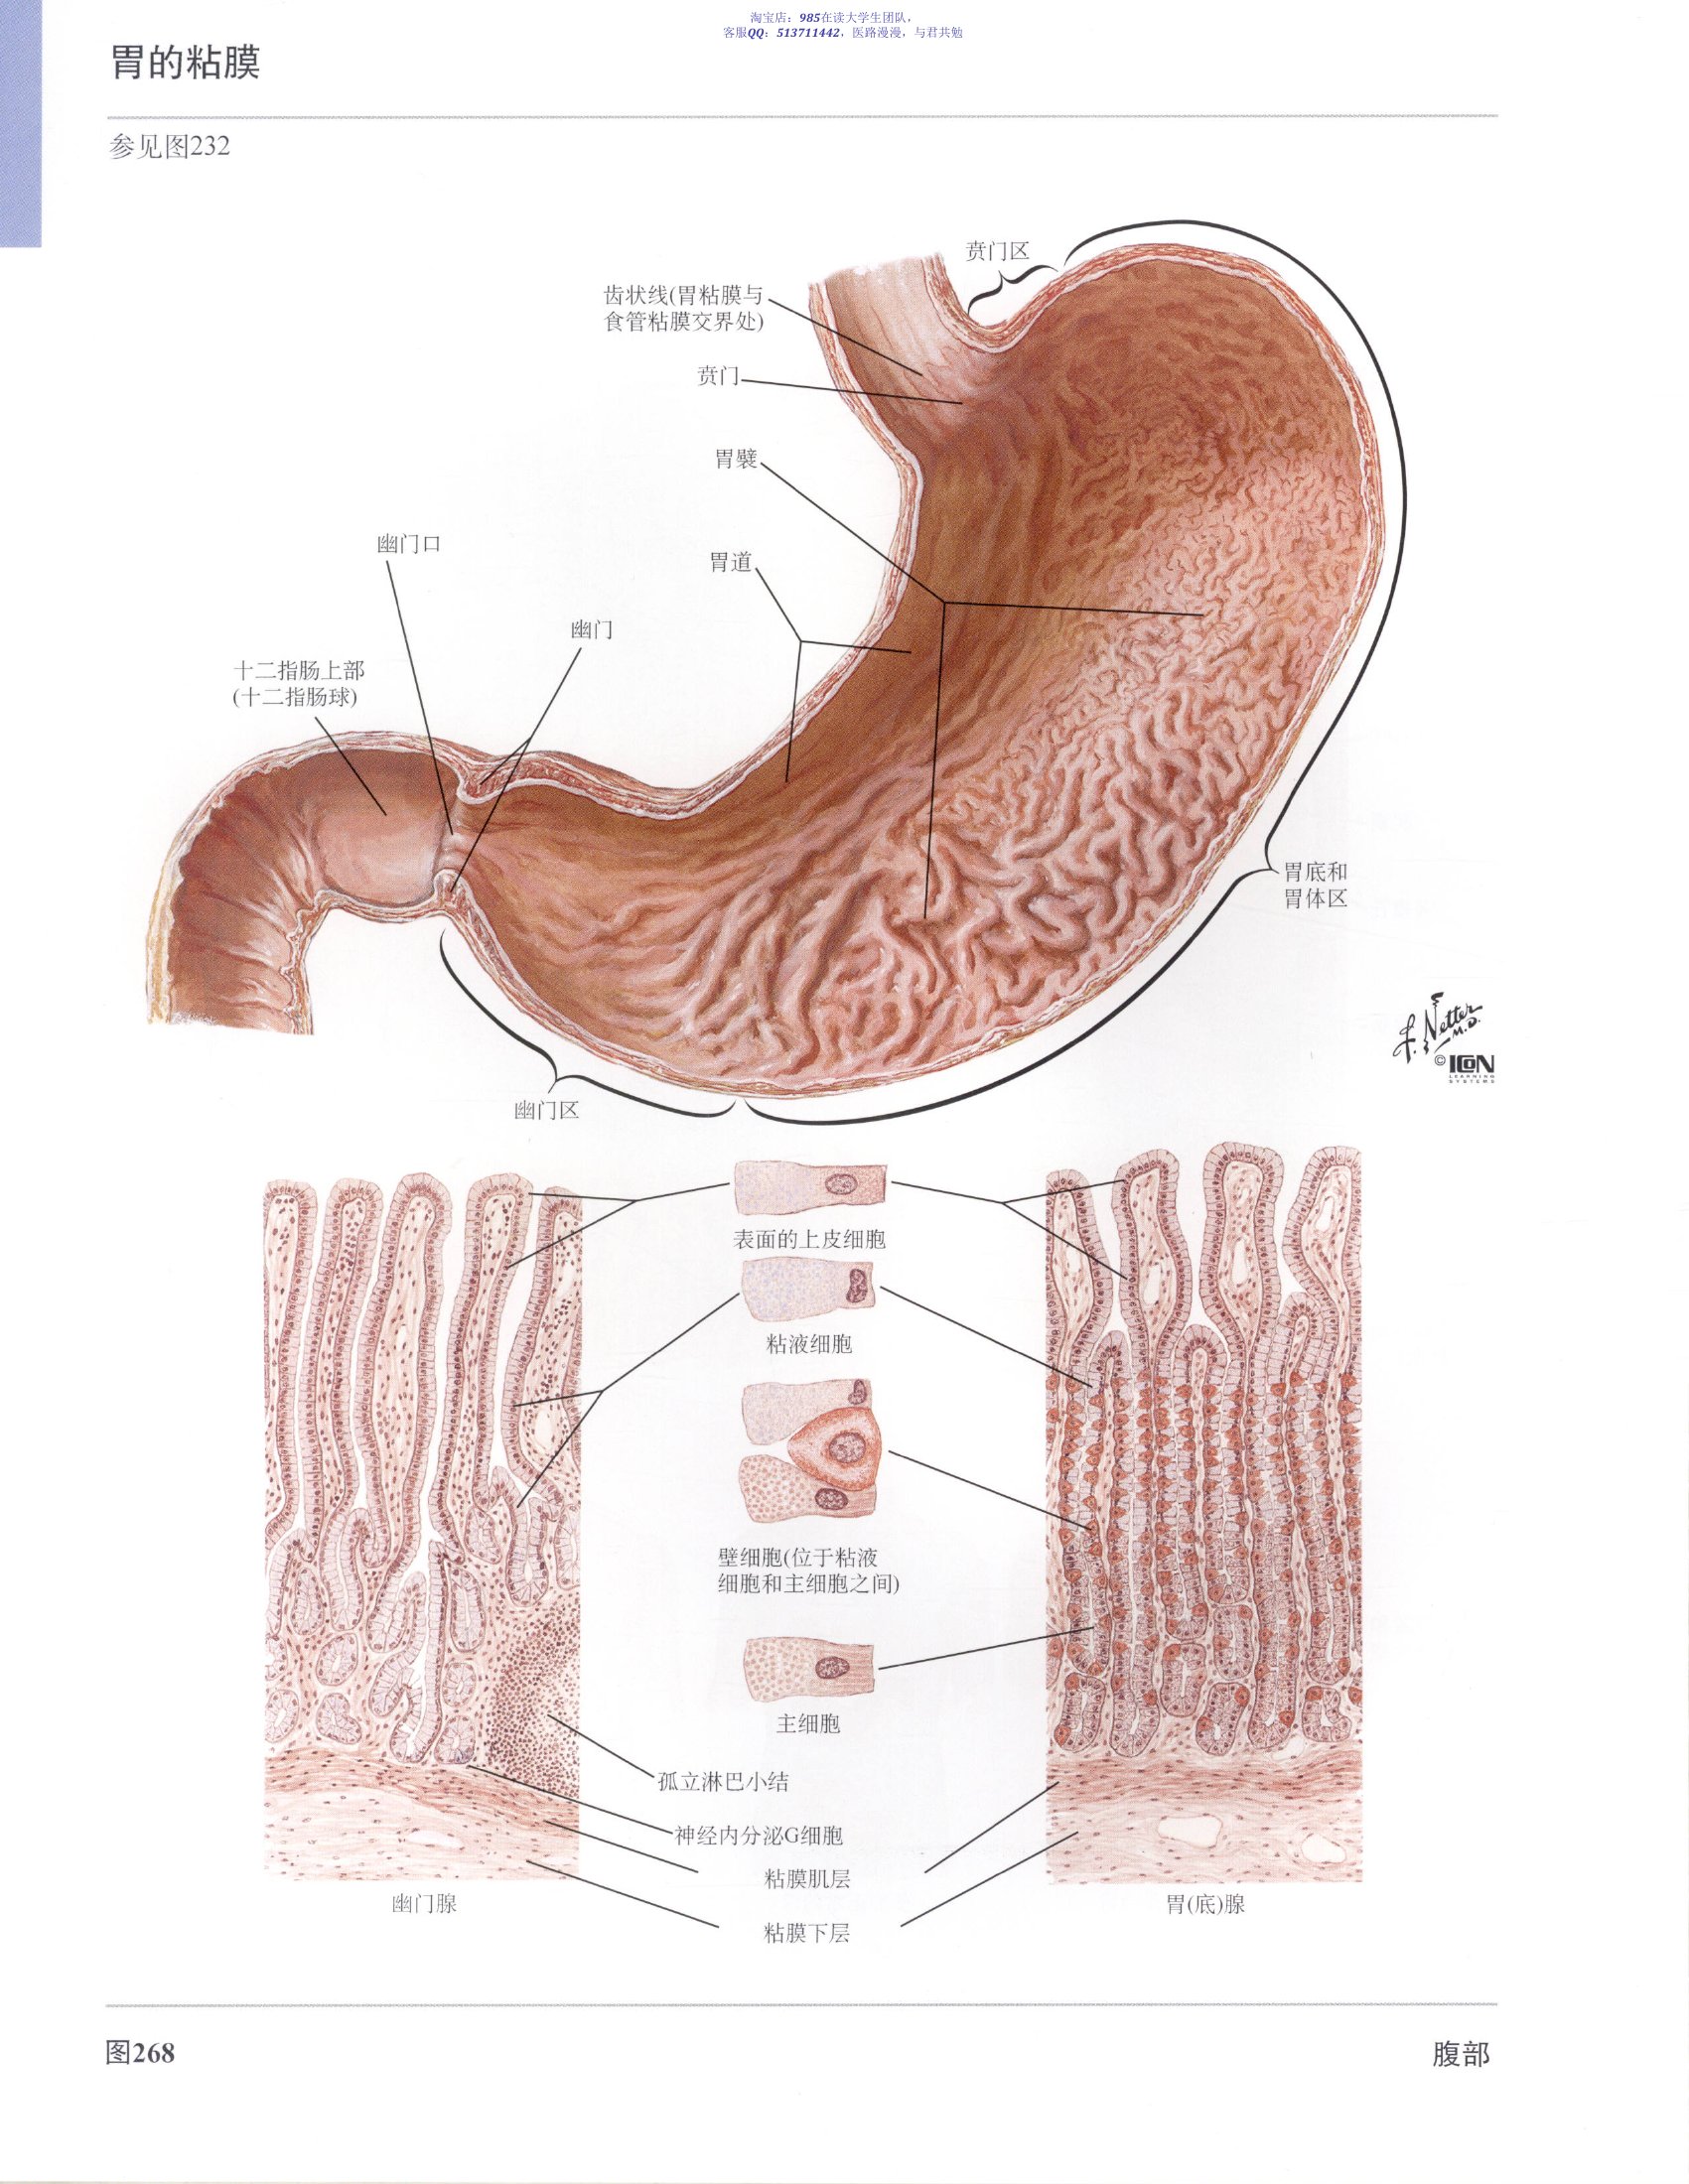 淘宝店：985在读大学生团队，
客服QQ：513711442，医路漫漫，与君共勉
胃的粘膜
参见图232
贲门区
齿状线(胃粘膜与
食管粘膜交界处)
贲门
胃襞
幽门口
胃道
幽门
十二指肠上部
(十二指肠球)
胃底和
胃体区
F. Netter
M.D.
©ICON
LEARNING
SYSTEMS
幽门区
表面的上皮细胞
粘液细胞
壁细胞(位于粘液
细胞和主细胞之间)
主细胞
孤立淋巴小结
神经内分泌G细胞
粘膜肌层
幽门腺
胃(底)腺
粘膜下层
图268
腹部